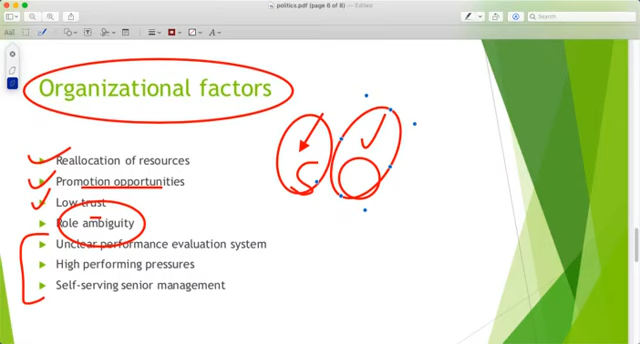 politics.pdf (page 6 of 8) — Edited
Search
Organizational factors
Reallocation of resources
Promotion opportunities
Low trust
Role ambiguity
Unclear performance evaluation system
High performing pressures
Self-serving senior management